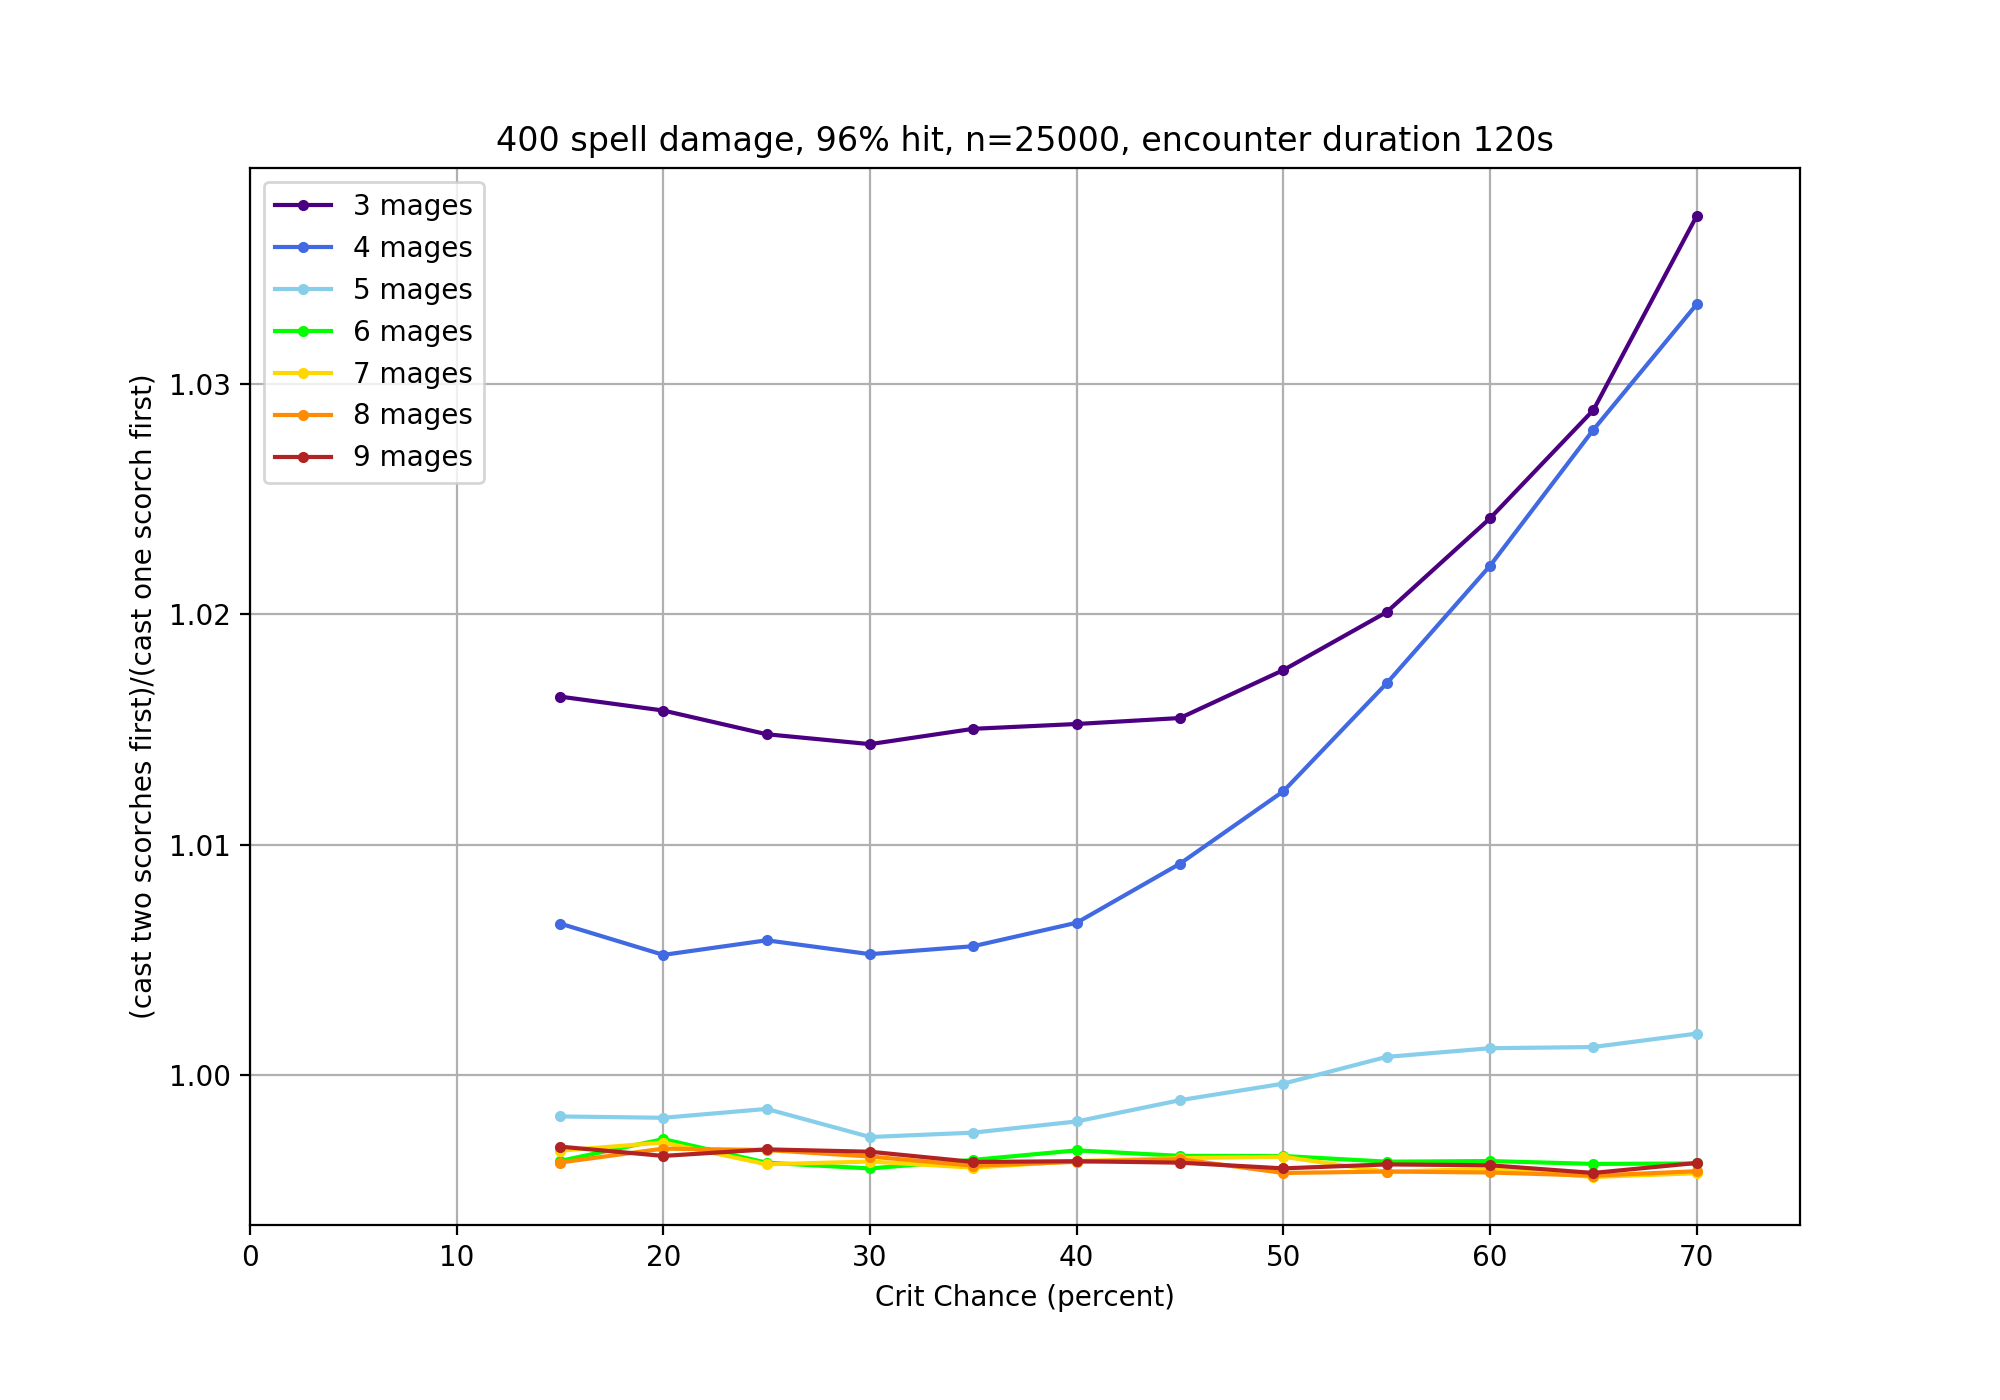 400 spell damage, 96% hit, n=25000, encounter duration 120s
3 mages
4 mages
5 mages
6 mages
7 mages
8 mages
9 mages
(cast two scorches first)/(cast one scorch first)
1.03
1.02
1.01
1.00
0
10
20
30
40
50
60
70
Crit Chance (percent)